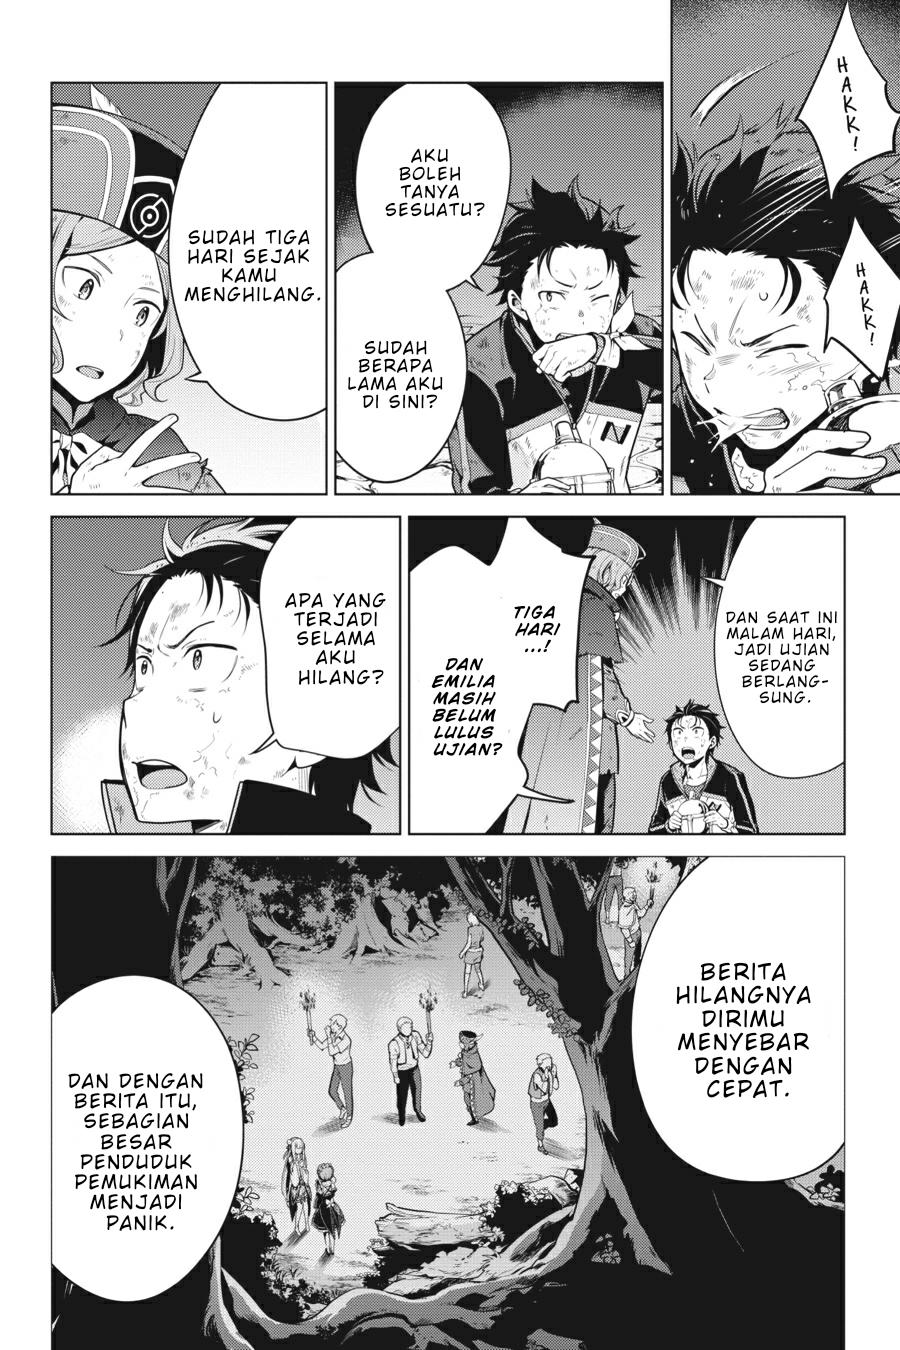 HAKK!
HAKK!
AKU
BOLEH
TANYA
SESUATU?
SUDAH
BERAPA
LAMA AKU
DI SINI?
SUDAH TIGA
HARI SEJAK
KAMU
MENGHILANG.
DAN SAAT INI
MALAM HARI,
JADI UJIAN
SEDANG
BERLANG-
SUNG.
TIGA
HARI
...!
DAN
EMILIA
MASIH
BELUM
LULUS
UJIAN?
APA YANG
TERJADI
SELAMA
AKU
HILANG?
BERITA
HILANGNYA
DIRIMU
MENYEBAR
DENGAN
CEPAT.
DAN DENGAN
BERITA ITU,
SEBAGIAN
BESAR
PENDUDUK
PEMUKIMAN
MENJADI
PANIK.